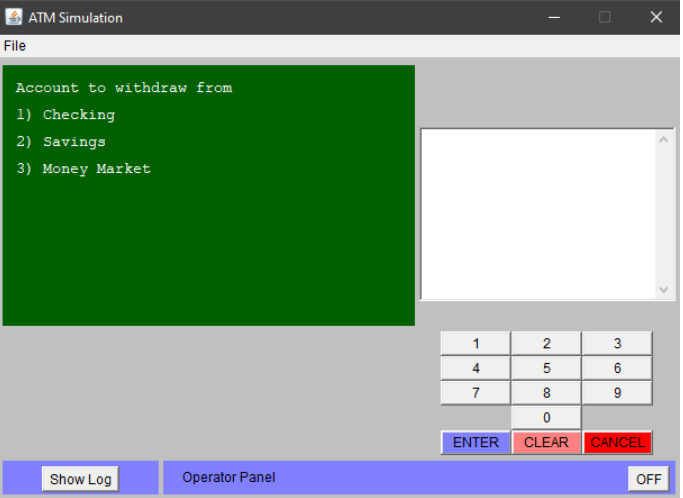 ATM Simulation
File
Account to withdraw from
1) Checking
2) Savings
3) Money Market
1 2 3
4 5 6
7 8 9
0
ENTER CLEAR CANCEL
Show Log Operator Panel OFF